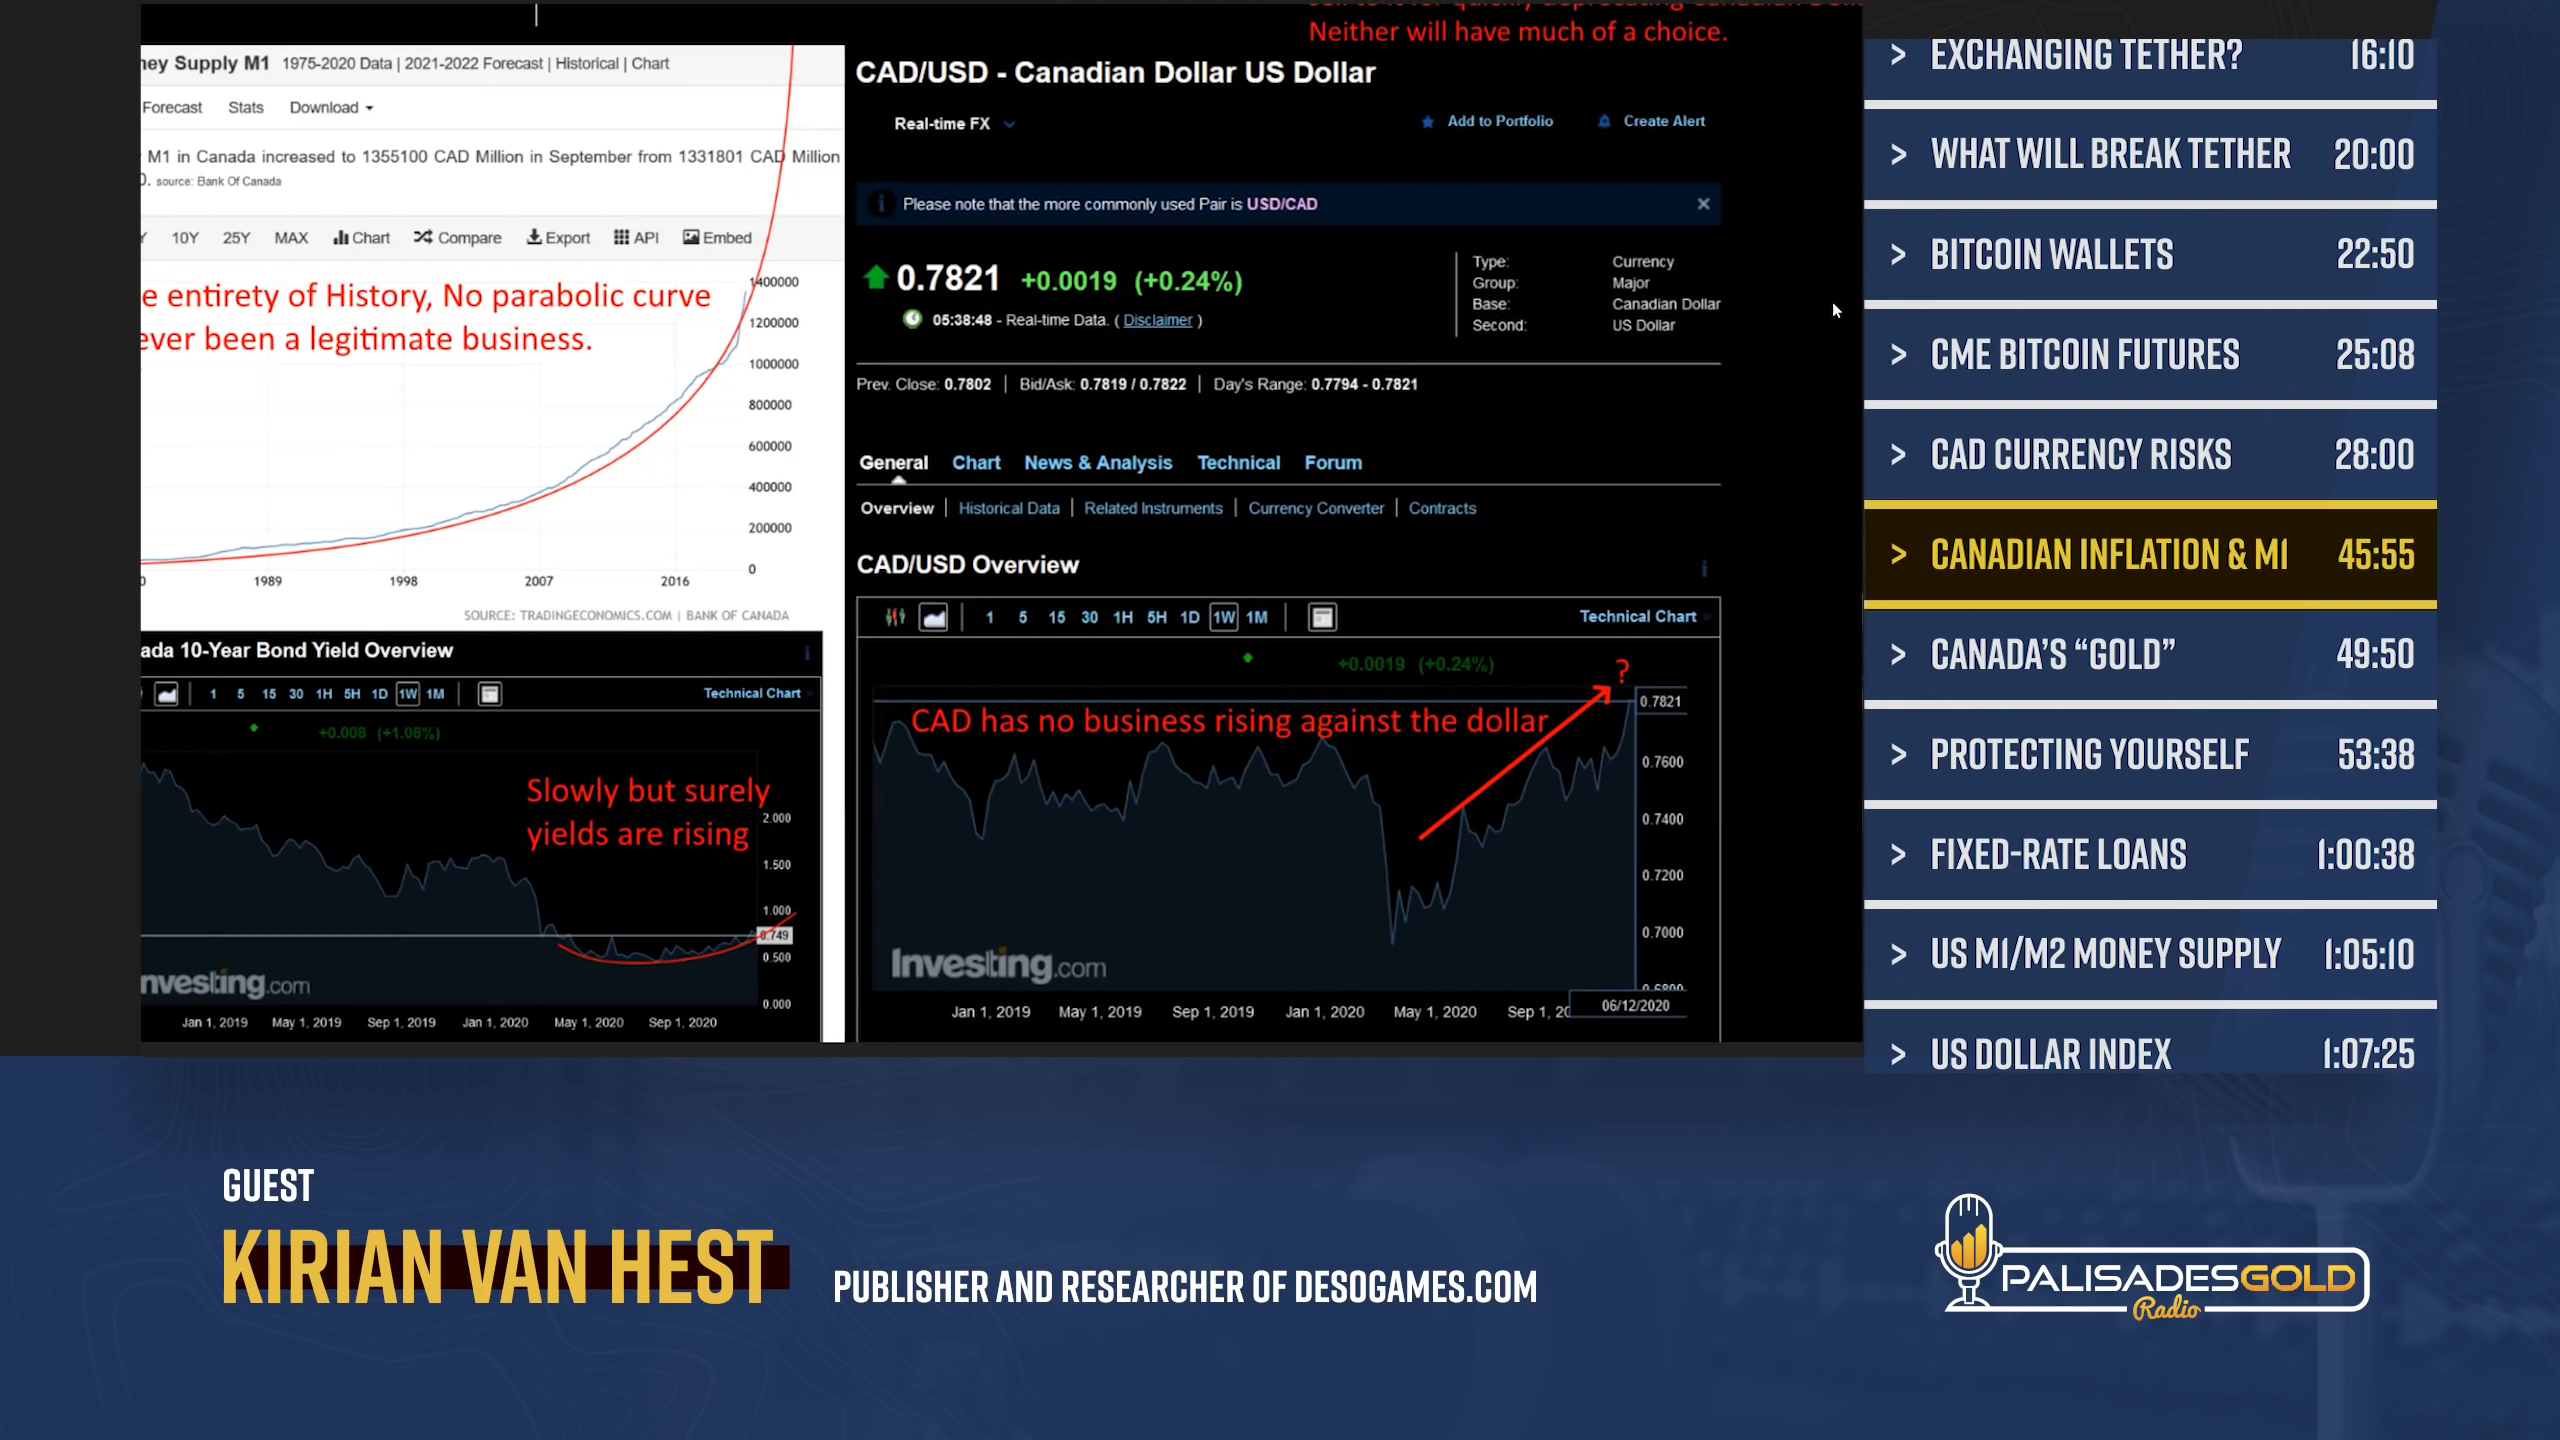 Neither will have much of a choice.
ney Supply M1 1975-2020 Data | 2021-2022 Forecast | Historical | Chart
Forecast Stats Download
M1 in Canada increased to 1355100 CAD Million in September from 1331801 CAD Million
0. source: Bank Of Canada
Y 10Y 25Y MAX Chart Compare Export API Embed
e entirety of History, No parabolic curve
ever been a legitimate business.
1400000
1200000
1000000
800000
600000
400000
200000
0
1989 1998 2007 2016
SOURCE: TRADINGECONOMICS.COM | BANK OF CANADA
ada 10-Year Bond Yield Overview
1 5 15 30 1H 5H 1D 1W 1M Technical Chart
+0.008 (+1.08%)
Slowly but surely
yields are rising
2.000
1.500
1.000
0.749
0.500
0.000
nvesting.com
Jan 1, 2019 May 1, 2019 Sep 1, 2019 Jan 1, 2020 May 1, 2020 Sep 1, 2020
CAD/USD - Canadian Dollar US Dollar
Real-time FX
Add to Portfolio Create Alert
Please note that the more commonly used Pair is USD/CAD
0.7821 +0.0019 (+0.24%)
05:38:48 - Real-time Data. ( Disclaimer )
Type: Currency
Group: Major
Base: Canadian Dollar
Second: US Dollar
Prev. Close: 0.7802 | Bid/Ask: 0.7819 / 0.7822 | Day's Range: 0.7794 - 0.7821
General Chart News & Analysis Technical Forum
Overview | Historical Data | Related Instruments | Currency Converter | Contracts
CAD/USD Overview
1 5 15 30 1H 5H 1D 1W 1M Technical Chart
+0.0019 (+0.24%)
?
CAD has no business rising against the dollar
0.7821
0.7600
0.7400
0.7200
0.7000
0.6800
Investing.com
Jan 1, 2019 May 1, 2019 Sep 1, 2019 Jan 1, 2020 May 1, 2020 Sep 1, 20 06/12/2020
> EXCHANGING TETHER? 16:10
> WHAT WILL BREAK TETHER 20:00
> BITCOIN WALLETS 22:50
> CME BITCOIN FUTURES 25:08
> CAD CURRENCY RISKS 28:00
> CANADIAN INFLATION & M1 45:55
> CANADA'S "GOLD" 49:50
> PROTECTING YOURSELF 53:38
> FIXED-RATE LOANS 1:00:38
> US M1/M2 MONEY SUPPLY 1:05:10
> US DOLLAR INDEX 1:07:25
GUEST
KIRIAN VAN HEST
PUBLISHER AND RESEARCHER OF DESOGAMES.COM
PALISADESGOLD
Radio